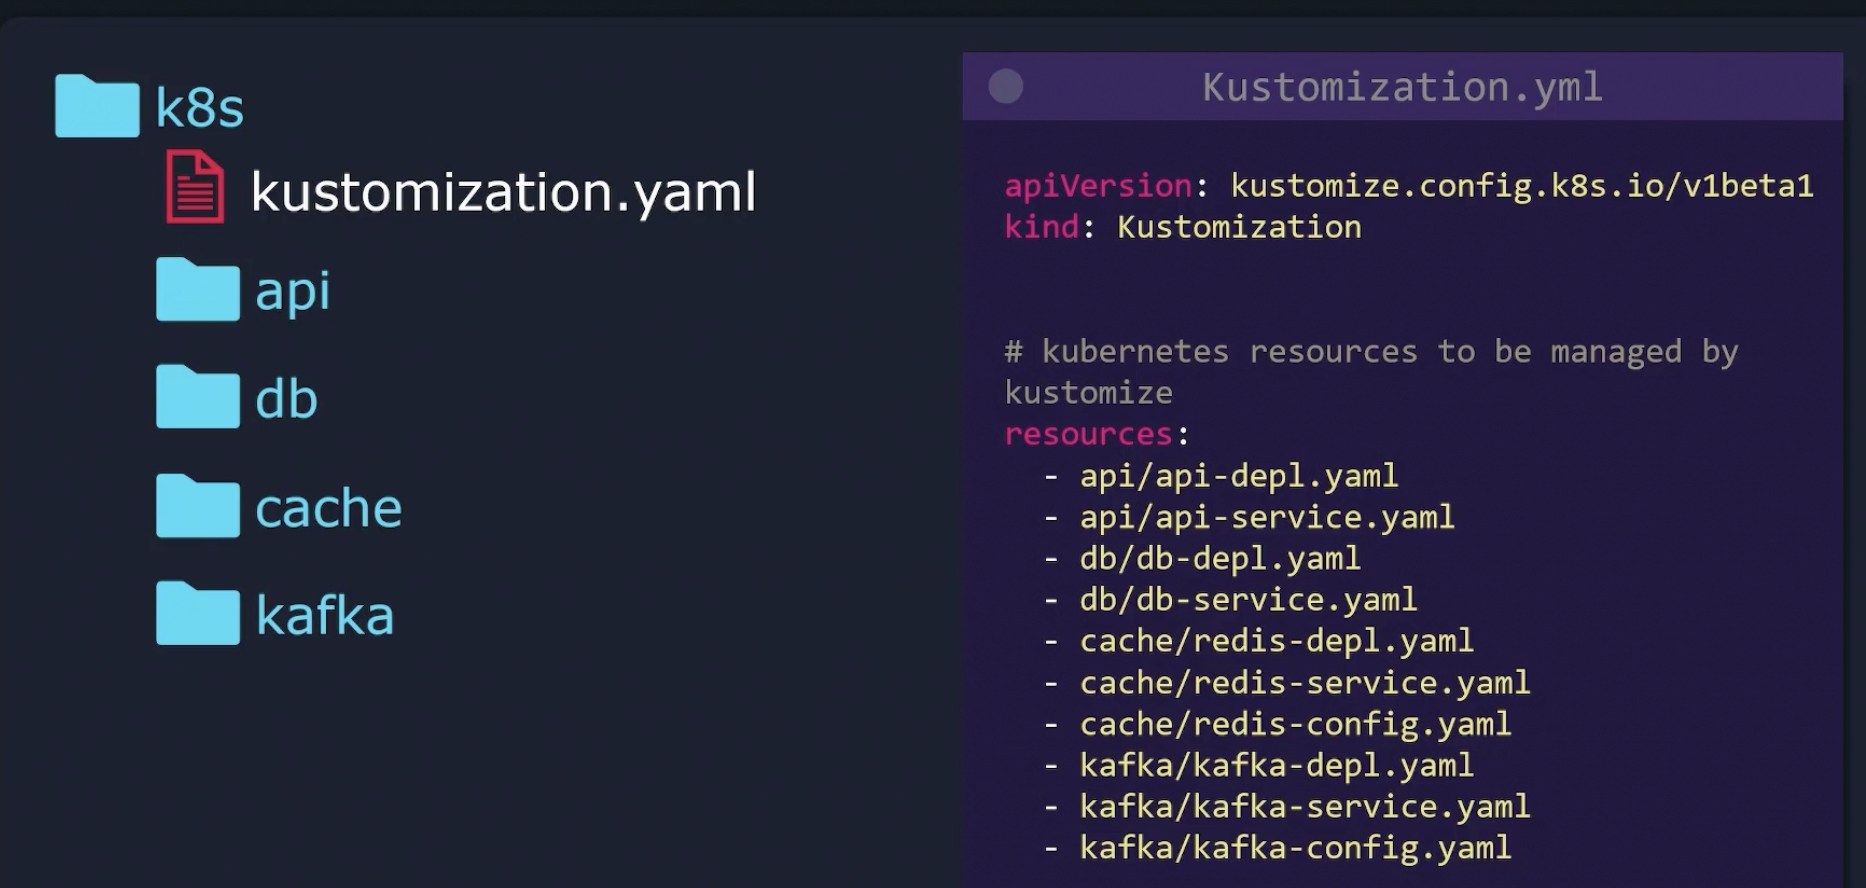 k8s
kustomization.yaml
api
db
cache
kafka
Kustomization.yml
apiVersion: kustomize.config.k8s.io/v1beta1
kind: Kustomization
# kubernetes resources to be managed by
kustomize
resources:
- api/api-depl.yaml
- api/api-service.yaml
- db/db-depl.yaml
- db/db-service.yaml
- cache/redis-depl.yaml
- cache/redis-service.yaml
- cache/redis-config.yaml
- kafka/kafka-depl.yaml
- kafka/kafka-service.yaml
- kafka/kafka-config.yaml